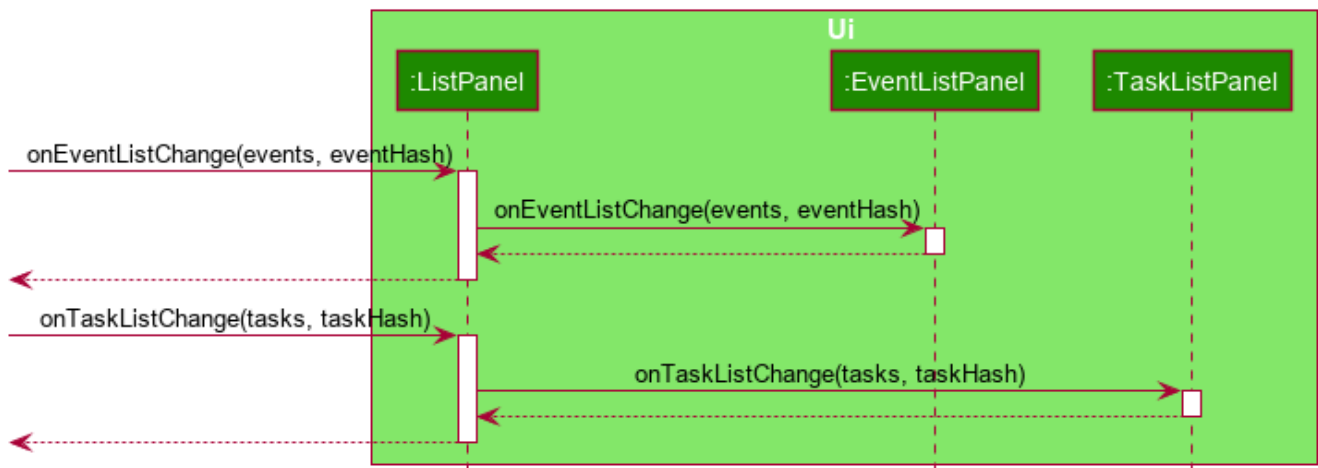 Ui
:ListPanel
:EventListPanel
:TaskListPanel
onEventListChange(events, eventHash)
onEventListChange(events, eventHash)
onTaskListChange(tasks, taskHash)
onTaskListChange(tasks, taskHash)